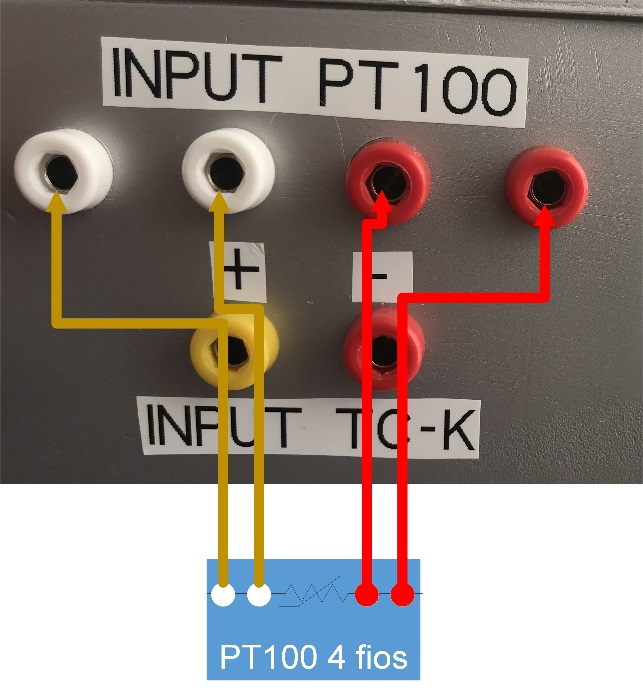 INPUT PT100
+ -
INPUT TC-K
PT100 4 fios